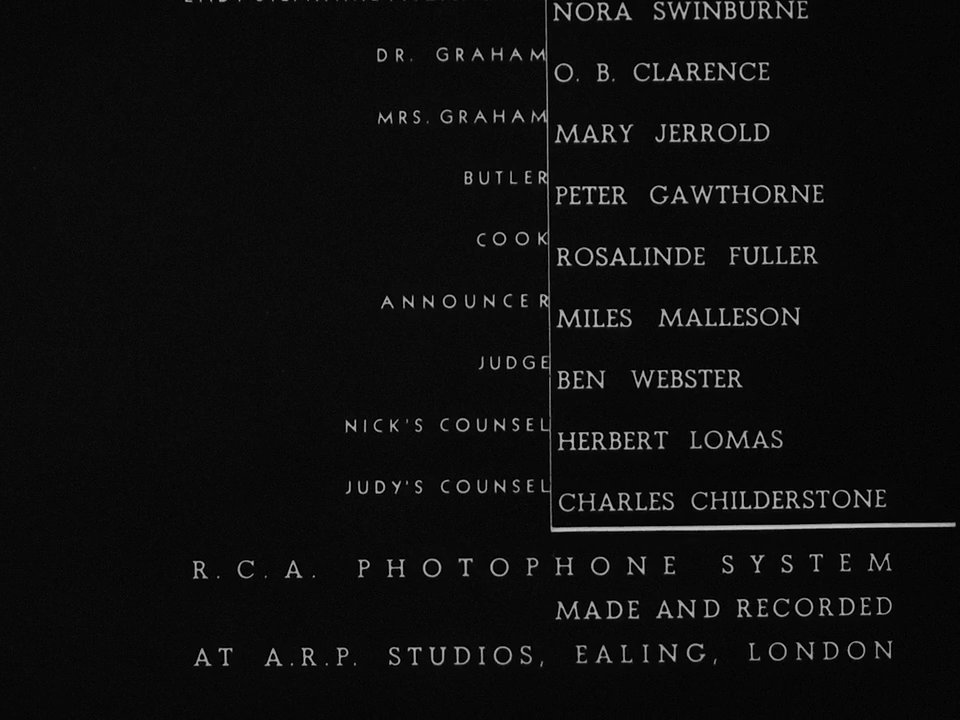 NORA SWINBURNE
DR. GRAHAM O. B. CLARENCE
MRS. GRAHAM MARY JERROLD
BUTLER PETER GAWTHORNE
COOK ROSALINDE FULLER
ANNOUNCER MILES MALLESON
JUDGE BEN WEBSTER
NICK'S COUNSEL HERBERT LOMAS
JUDY'S COUNSEL CHARLES CHILDERSTONE
R.C.A. PHOTOPHONE SYSTEM
MADE AND RECORDED
AT A.R.P. STUDIOS, EALING, LONDON